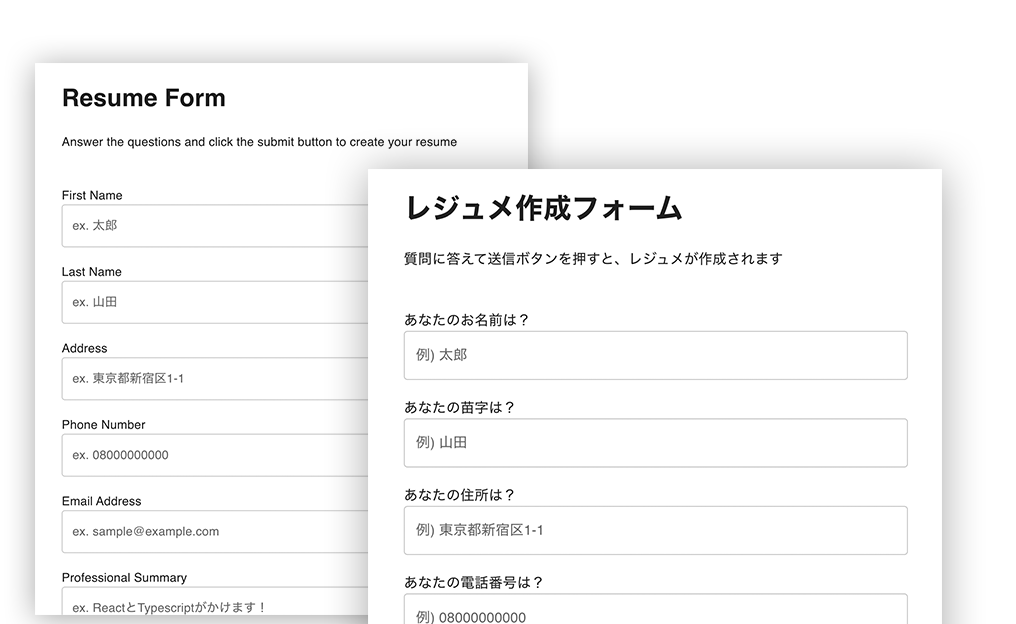 Resume Form
Answer the questions and click the submit button to create your resume
First Name
ex. 太郎
Last Name
ex. 山田
Address
ex. 東京都新宿区1-1
Phone Number
ex. 08000000000
Email Address
ex. sample@example.com
Professional Summary
ex. ReactとTypescriptがかけます！
レジュメ作成フォーム
質問に答えて送信ボタンを押すと、レジュメが作成されます
あなたのお名前は？
例) 太郎
あなたの苗字は？
例) 山田
あなたの住所は？
例) 東京都新宿区1-1
あなたの電話番号は？
例) 08000000000